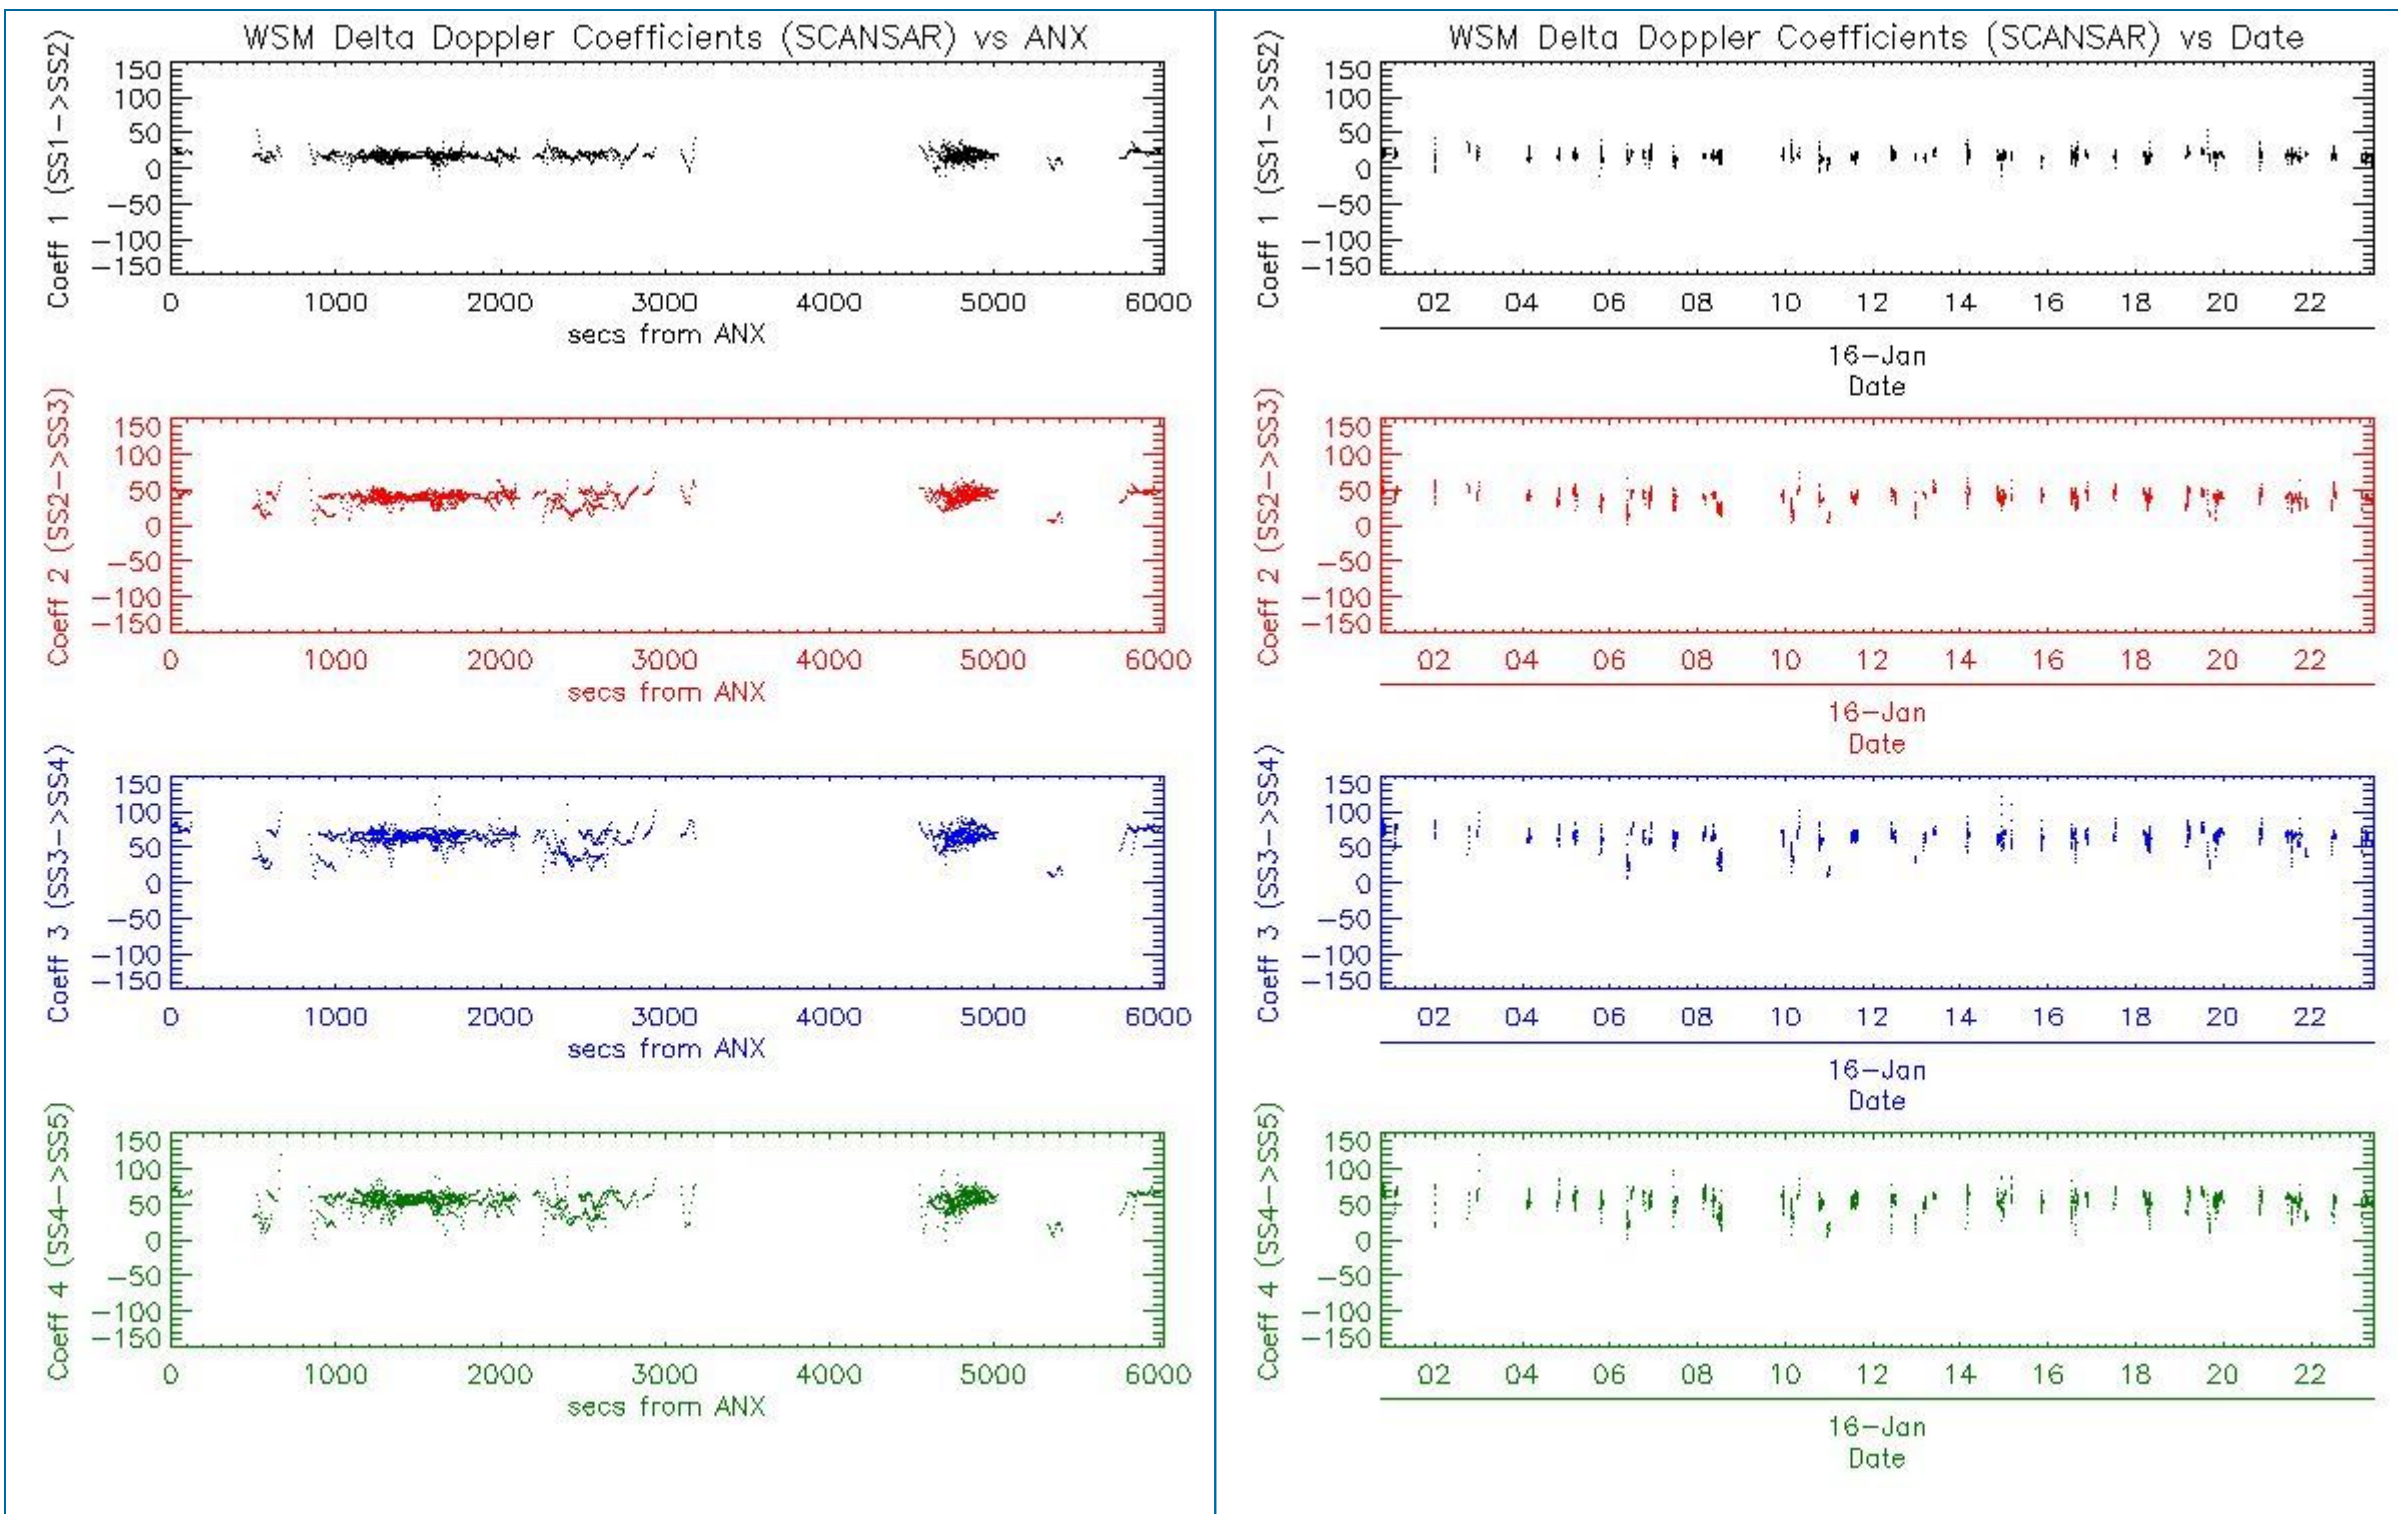 WSM Delta Doppler Coefficients (SCANSAR) vs ANX
Coeff 1 (SS1->SS2)
150
100
50
0
-50
-100
-150
0 1000 2000 3000 4000 5000 6000
secs from ANX
Coeff 2 (SS2->SS3)
150
100
50
0
-50
-100
-150
0 1000 2000 3000 4000 5000 6000
secs from ANX
Coeff 3 (SS3->SS4)
150
100
50
0
-50
-100
-150
0 1000 2000 3000 4000 5000 6000
secs from ANX
Coeff 4 (SS4->SS5)
150
100
50
0
-50
-100
-150
0 1000 2000 3000 4000 5000 6000
secs from ANX
WSM Delta Doppler Coefficients (SCANSAR) vs Date
Coeff 1 (SS1->SS2)
150
100
50
0
-50
-100
-150
02 04 06 08 10 12 14 16 18 20 22
16-Jan
Date
Coeff 2 (SS2->SS3)
150
100
50
0
-50
-100
-150
02 04 06 08 10 12 14 16 18 20 22
16-Jan
Date
Coeff 3 (SS3->SS4)
150
100
50
0
-50
-100
-150
02 04 06 08 10 12 14 16 18 20 22
16-Jan
Date
Coeff 4 (SS4->SS5)
150
100
50
0
-50
-100
-150
02 04 06 08 10 12 14 16 18 20 22
16-Jan
Date